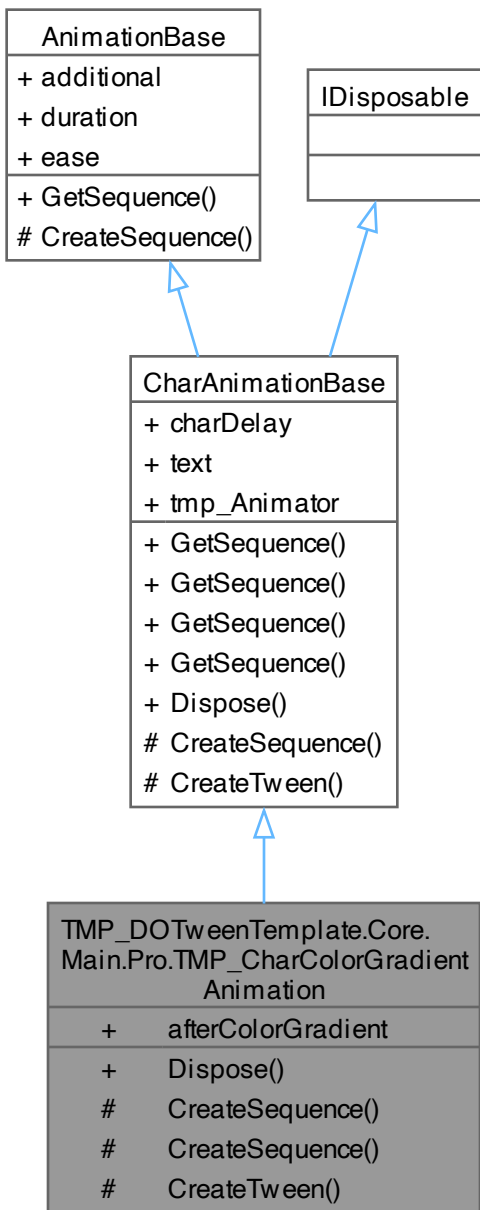 AnimationBase
+ additional
+ duration
+ ease
+ GetSequence()
# CreateSequence()
IDisposable
CharAnimationBase
+ charDelay
+ text
+ tmp_Animator
+ GetSequence()
+ GetSequence()
+ GetSequence()
+ GetSequence()
+ Dispose()
# CreateSequence()
# CreateTween()
TMP_DOTweenTemplate.Core.
Main.Pro.TMP_CharColorGradient
Animation
+ afterColorGradient
+ Dispose()
# CreateSequence()
# CreateSequence()
# CreateTween()